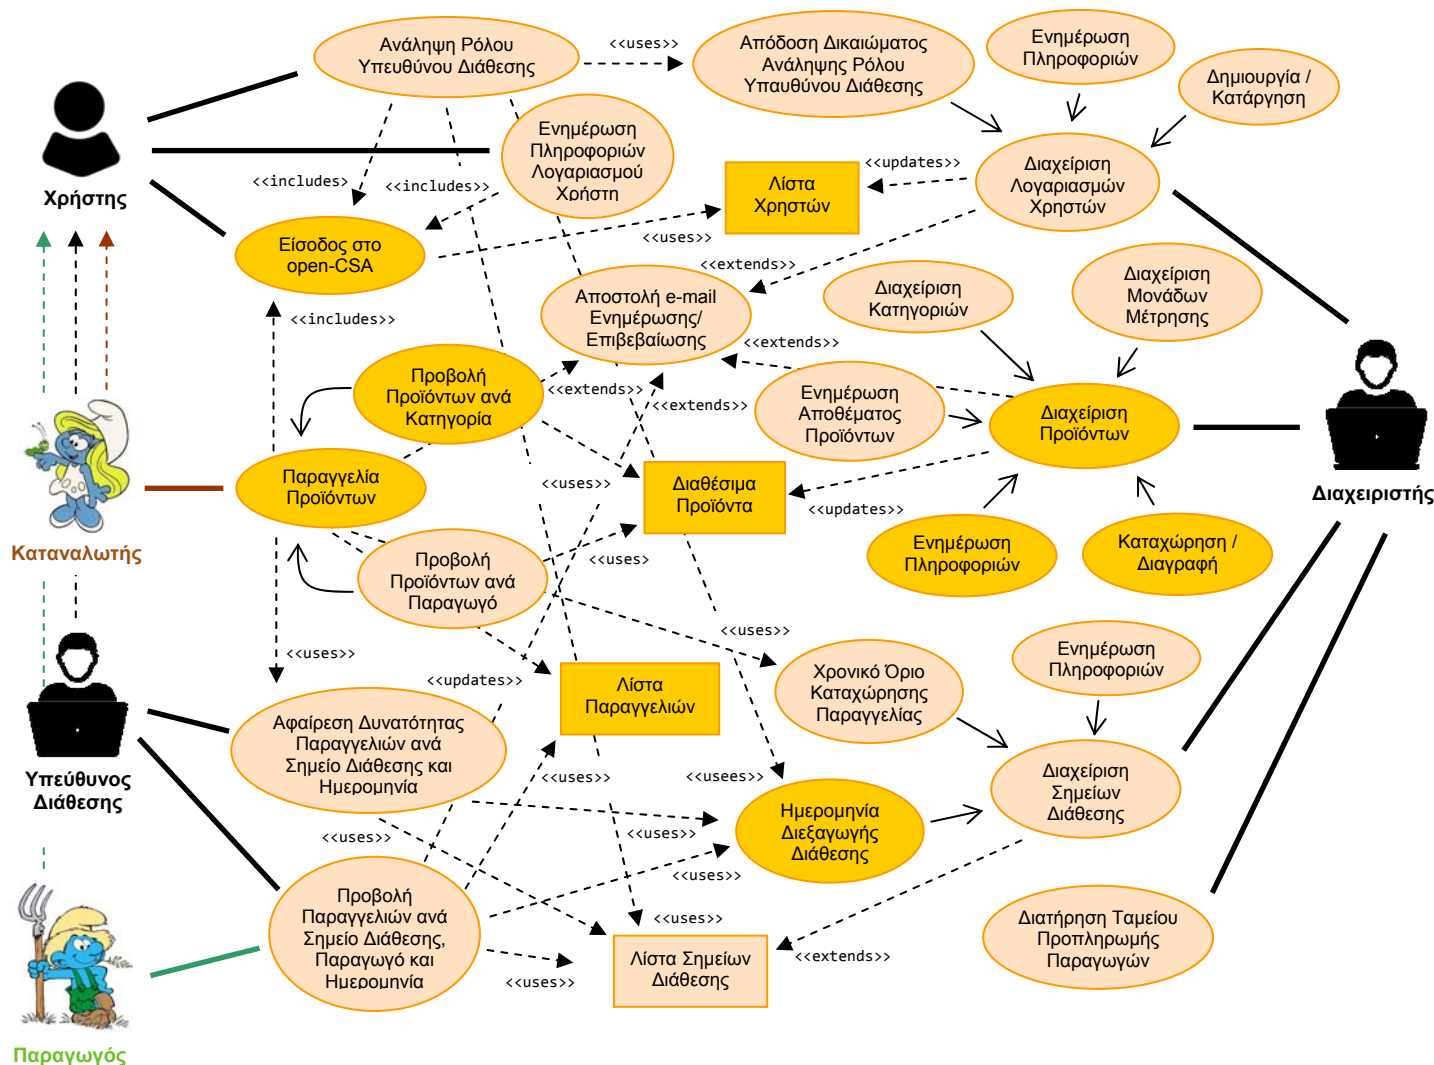 Ανάληψη Ρόλου
Υπευθύνου Διάθεσης
<<uses>>
Απόδοση Δικαιώματος
Ανάληψης Ρόλου
Υπαυθύνου Διάθεσης
Ενημέρωση
Πληροφοριών
Δημιουργία /
Κατάργηση
Χρήστης
Ενημέρωση
Πληροφοριών
Λογαριασμού
Χρήστη
<<includes>
<<includes>>
Λίστα
Χρηστών
<<updates>>
Διαχείριση
Λογαριασμών
Χρηστών
Είσοδος στο
open-CSA
<<uses>>
<<extends>>
<<includes>>
Αποστολή e-mail
Ενημέρωσης/
Επιβεβαίωσης
Διαχείριση
Κατηγοριών
Διαχείριση
Μονάδων
Μέτρησης
<<extends>>
Προβολή
Προϊόντων ανά
Κατηγορία
<<extends>>
<<extends>>
Ενημέρωση
Αποθέματος
Προϊόντων
Διαχείριση
Προϊόντων
Διαχειριστής
Καταναλωτής
Παραγγελία
Προϊόντων
<<uses>>
Διαθέσιμα
Προϊόντα
<<updates>>
Ενημέρωση
Πληροφοριών
Καταχώρηση /
Διαγραφή
Προβολή
Προϊόντων ανά
Παραγωγό
<<uses>
<<uses>>
<<uses>>
<<updates>
Λίστα
Παραγγελιών
Χρονικό Όριο
Καταχώρησης
Παραγγελίας
Ενημέρωση
Πληροφοριών
Υπεύθυνος
Διάθεσης
Αφαίρεση Δυνατότητας
Παραγγελιών ανά
Σημείο Διάθεσης και
Ημερομηνία
<<uses>>
<<usees>>
Διαχείριση
Σημείων
Διάθεσης
<<uses>>
<<uses>>
Ημερομηνία
Διεξαγωγής
Διάθεσης
<<uses>>
Προβολή
Παραγγελιών ανά
Σημείο Διάθεσης,
Παραγωγό και
Ημερομηνία
<<uses>>
<<uses>>
Λίστα Σημείων
Διάθεσης
<<extends>>
Διατήρηση Ταμείου
Προπληρωμής
Παραγωγών
Παραγωγός